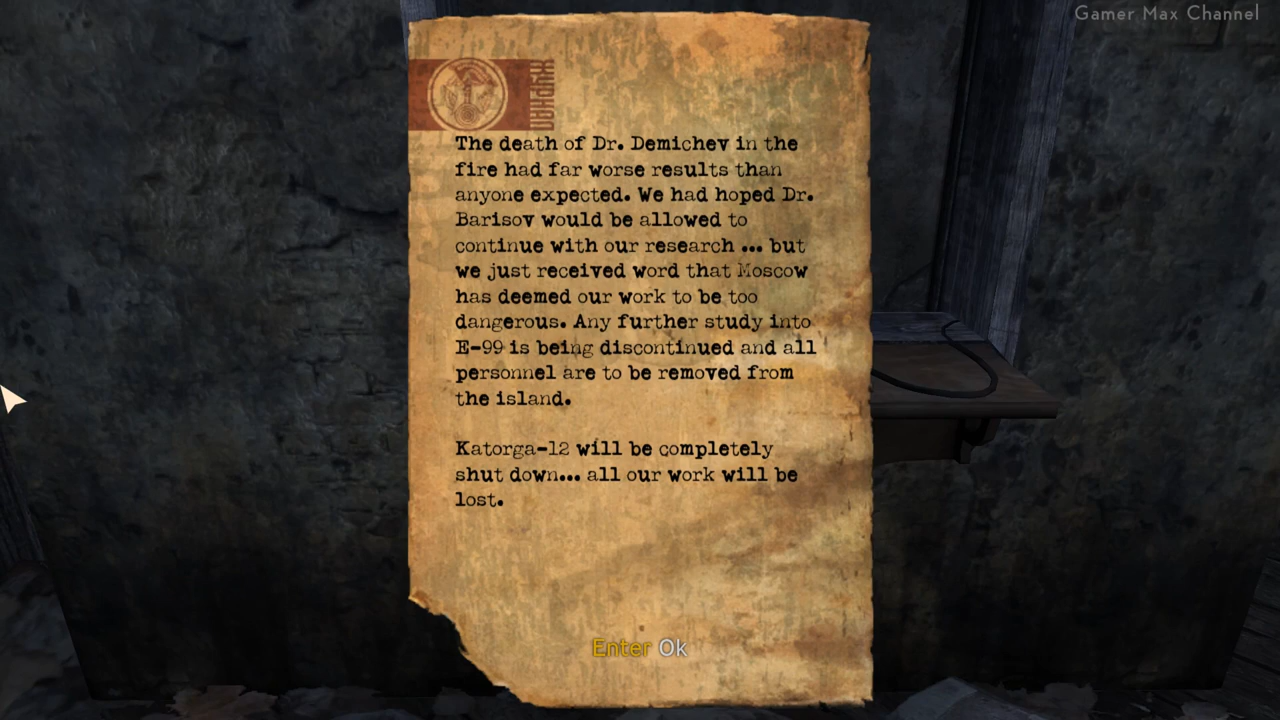 Gamer Max Channel
The death of Dr. Demichev in the
fire had far worse results than
anyone expected. We had hoped Dr.
Barisov would be allowed to
continue with our research ... but
we just received word that Moscow
has deemed our work to be too
dangerous. Any further study into
E-99 is being discontinued and all
personnel are to be removed from
the island.
Katorga-12 will be completely
shut down... all our work will be
lost.
Enter Ok